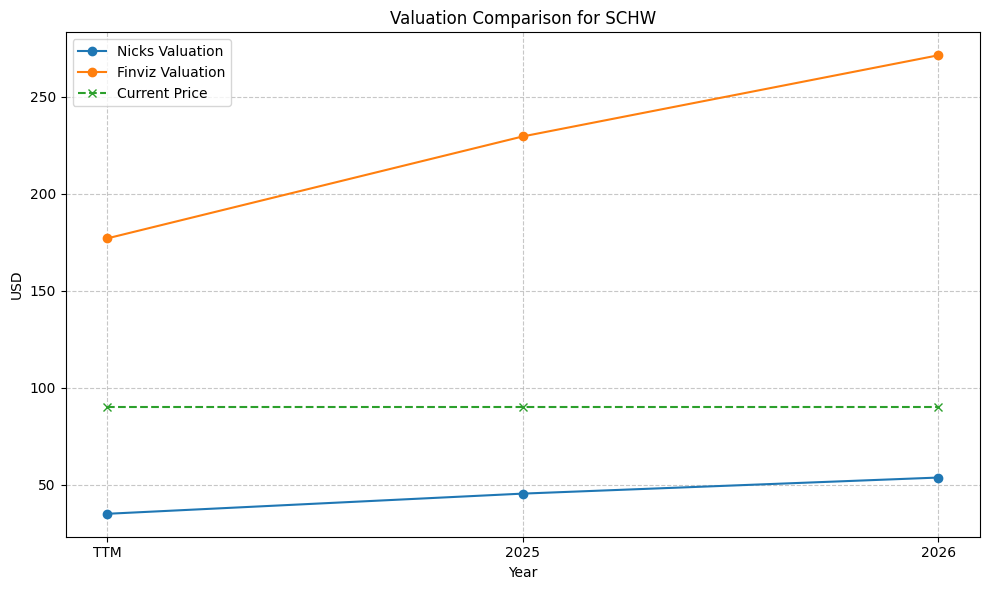 Valuation Comparison for SCHW
Nicks Valuation
Finviz Valuation
Current Price
USD
250
200
150
100
50
TTM
2025
2026
Year